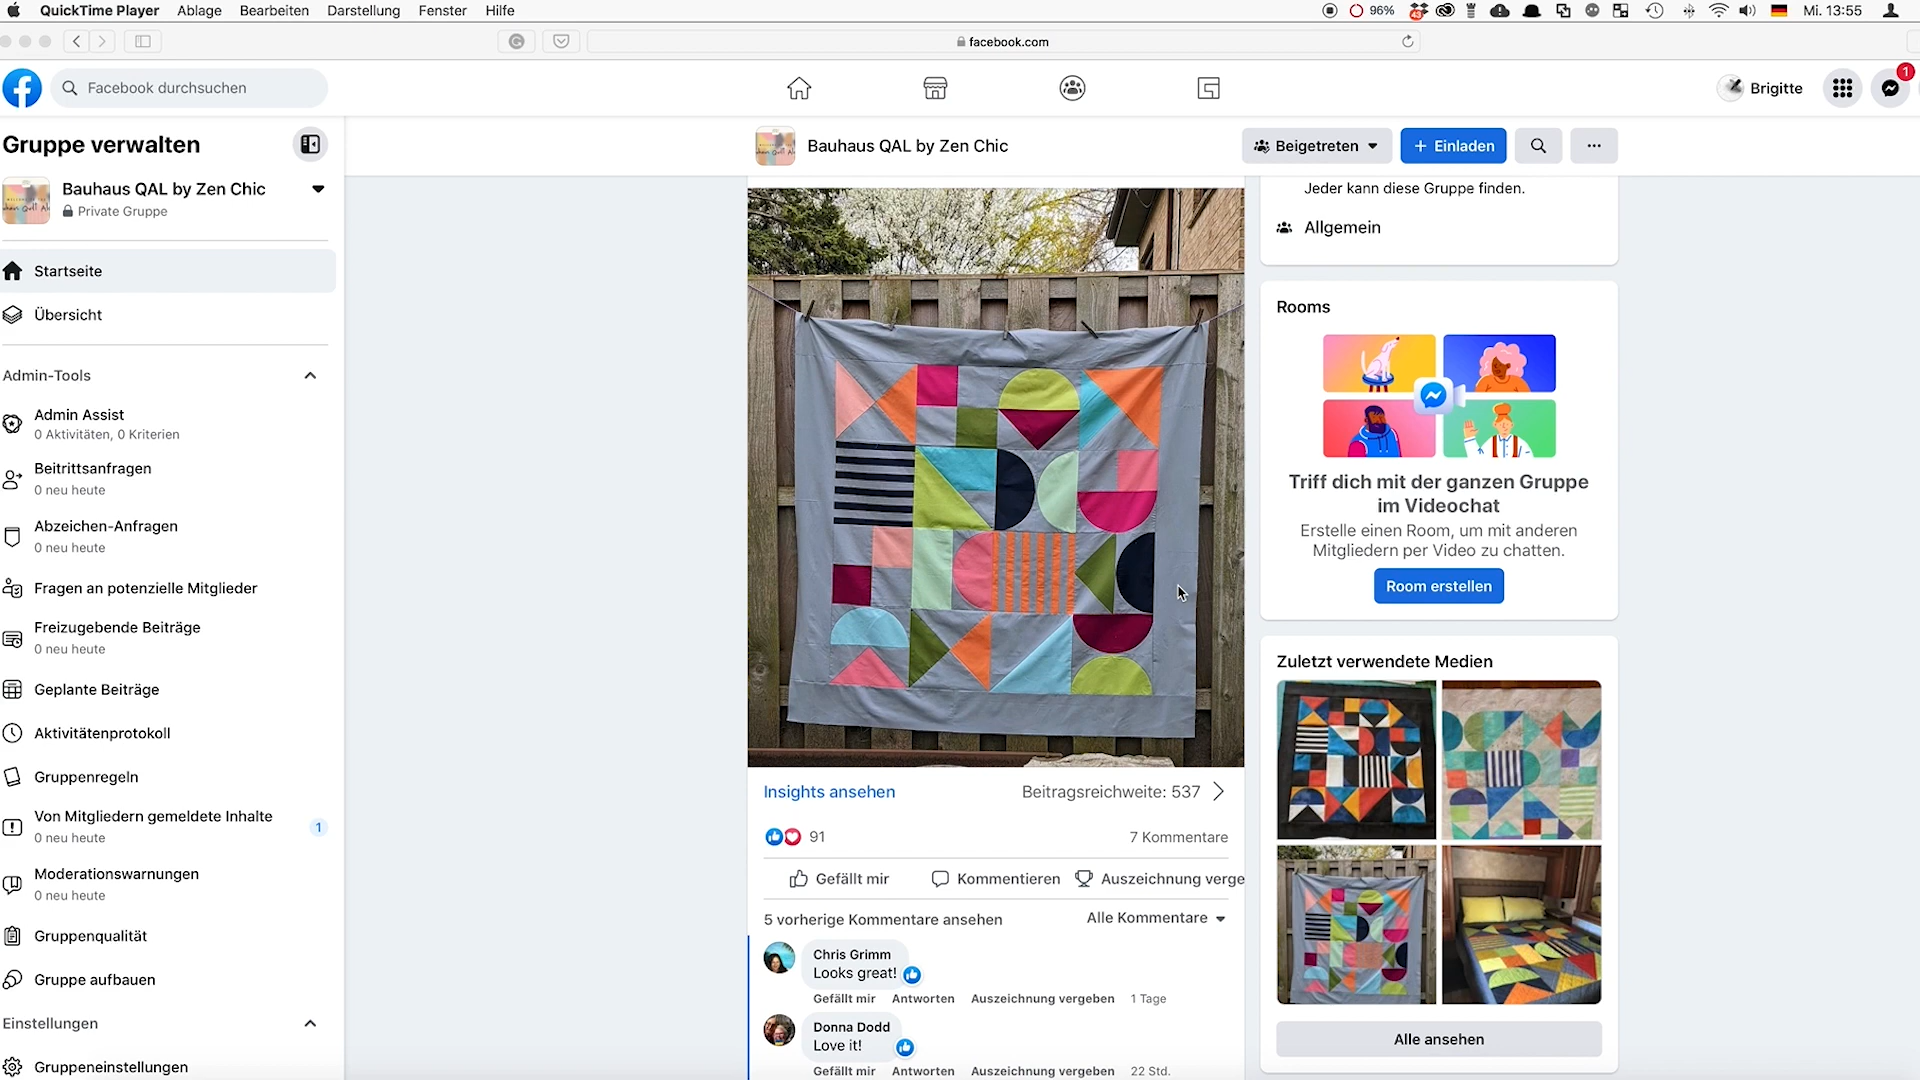 QuickTime Player Ablage Bearbeiten Darstellung Fenster Hilfe
96% 43 Mi. 13:55
facebook.com
Facebook durchsuchen
Brigitte
1
Gruppe verwalten
Bauhaus QAL by Zen Chic
Private Gruppe
Startseite
Übersicht
Admin-Tools
Admin Assist
0 Aktivitäten, 0 Kriterien
Beitrittsanfragen
0 neu heute
Abzeichen-Anfragen
0 neu heute
Fragen an potenzielle Mitglieder
Freizugebende Beiträge
0 neu heute
Geplante Beiträge
Aktivitätenprotokoll
Gruppenregeln
Von Mitgliedern gemeldete Inhalte
0 neu heute
1
Moderationswarnungen
0 neu heute
Gruppenqualität
Gruppe aufbauen
Einstellungen
Gruppeneinstellungen
Bauhaus QAL by Zen Chic
Beigetreten
+ Einladen
Insights ansehen
Beitragsreichweite: 537
91
7 Kommentare
Gefällt mir
Kommentieren
Auszeichnung verge
5 vorherige Kommentare ansehen
Alle Kommentare
Chris Grimm
Looks great!
Gefällt mir Antworten Auszeichnung vergeben 1 Tage
Donna Dodd
Love it!
Gefällt mir Antworten Auszeichnung vergeben 22 Std.
Jeder kann diese Gruppe finden.
Allgemein
Rooms
Triff dich mit der ganzen Gruppe
im Videochat
Erstelle einen Room, um mit anderen
Mitgliedern per Video zu chatten.
Room erstellen
Zuletzt verwendete Medien
Alle ansehen